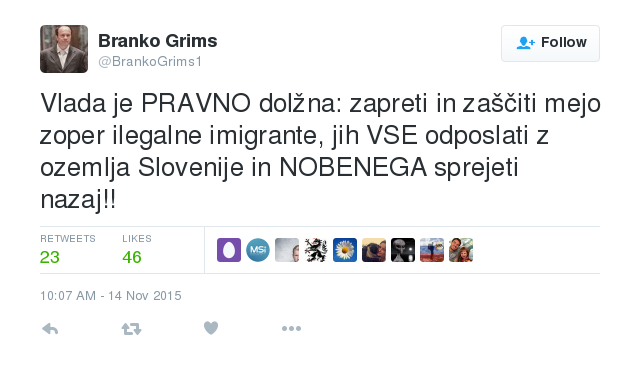 Branko Grims
@BrankoGrims1
Follow
Vlada je PRAVNO dolžna: zapreti in zaščiti mejo
zoper ilegalne imigrante, jih VSE odposlati z
ozemlja Slovenije in NOBENEGA sprejeti
nazaj!!
RETWEETS LIKES
23 46
MSi
10:07 AM - 14 Nov 2015